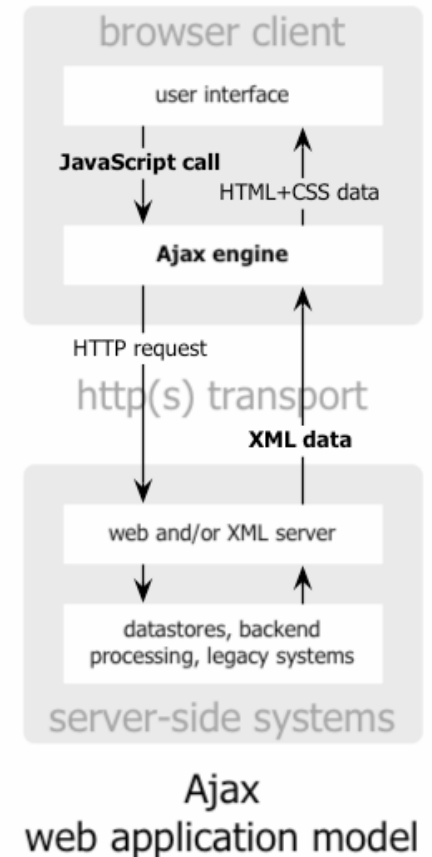 browser client
user interface
JavaScript call
HTML+CSS data
Ajax engine
HTTP request
http(s) transport
XML data
web and/or XML server
datastores, backend
processing, legacy systems
server-side systems
Ajax
web application model